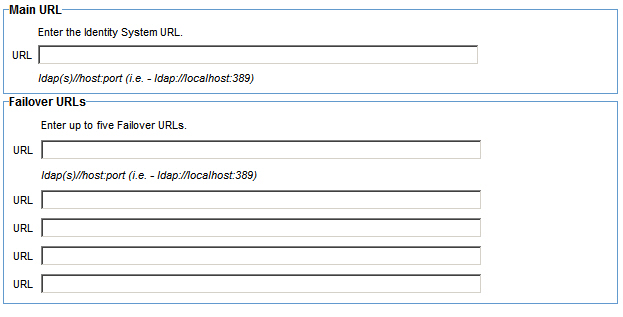 Main URL
Enter the Identity System URL.
URL
ldap(s)//host:port (i.e. - ldap://localhost:389)
Failover URLs
Enter up to five Failover URLs.
URL
ldap(s)//host:port (i.e. - ldap://localhost:389)
URL
URL
URL
URL